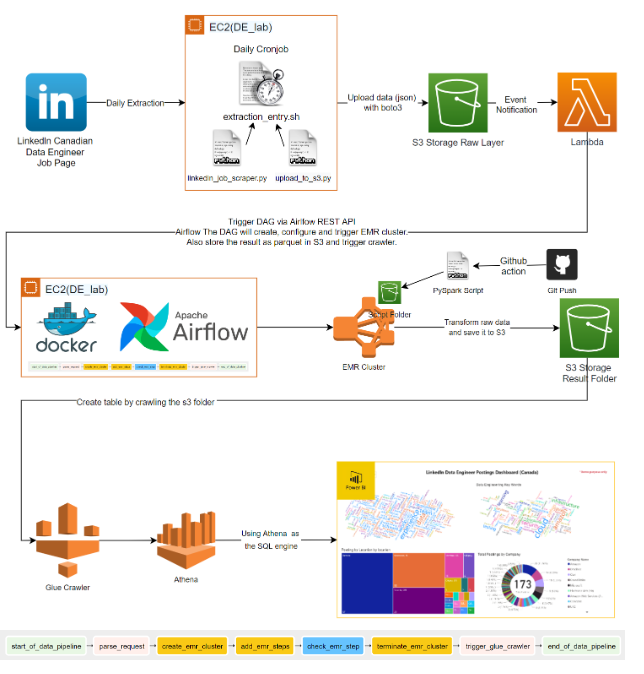 EC2(DE_lab)
Daily Cronjob
extraction_entry.sh
linkedin_job_scraper.py
upload_to_s3.py
Daily Extraction
in
LinkedIn Canadian
Data Engineer
Job Page
Upload data (json)
with boto3
S3 Storage Raw Layer
Event
Notification
Lambda
Trigger DAG via Airflow REST API
Airflow The DAG will create, configure and trigger EMR cluster.
Also store the result as parquet in S3 and trigger crawler.
EC2(DE_lab)
docker
Apache
Airflow
Script Folder
EMR Cluster
PySpark Script
Github
action
Git Push
Transform raw data
and save it to S3
S3 Storage
Result Folder
Create table by crawling the s3 folder
Glue Crawler
Athena
Using Athena as
the SQL engine
Power BI
LinkedIn Data Engineer Postings Dashboard (Canada)
173
start_of_data_pipeline
parse_request
create_emr_cluster
add_emr_steps
check_emr_step
terminate_emr_cluster
trigger_glue_crawler
end_of_data_pipeline